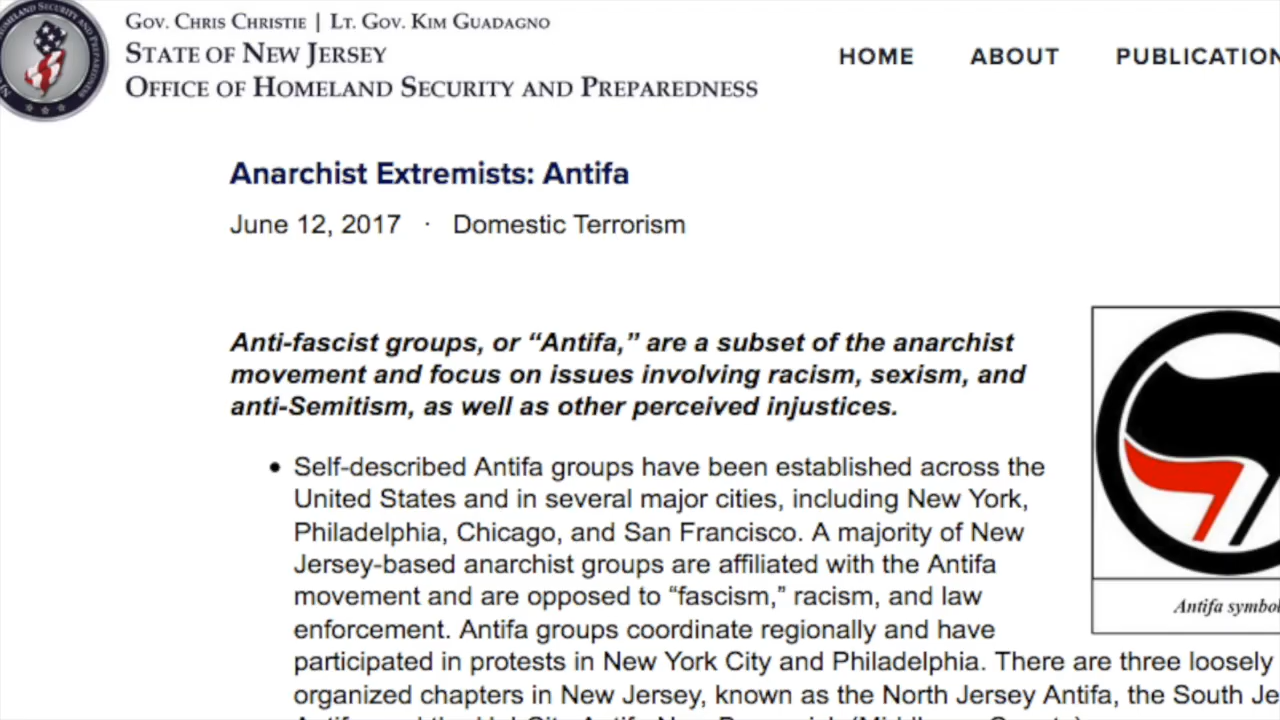 Gov. Chris Christie | Lt. Gov. Kim Guadagno
State of New Jersey
Office of Homeland Security and Preparedness
HOME ABOUT PUBLICATION
Anarchist Extremists: Antifa
June 12, 2017 · Domestic Terrorism
Anti-fascist groups, or “Antifa,” are a subset of the anarchist
movement and focus on issues involving racism, sexism, and
anti-Semitism, as well as other perceived injustices.
• Self-described Antifa groups have been established across the
United States and in several major cities, including New York,
Philadelphia, Chicago, and San Francisco. A majority of New
Jersey-based anarchist groups are affiliated with the Antifa
movement and are opposed to “fascism,” racism, and law
enforcement. Antifa groups coordinate regionally and have
participated in protests in New York City and Philadelphia. There are three loosely
organized chapters in New Jersey, known as the North Jersey Antifa, the South Je
Antifa symbol